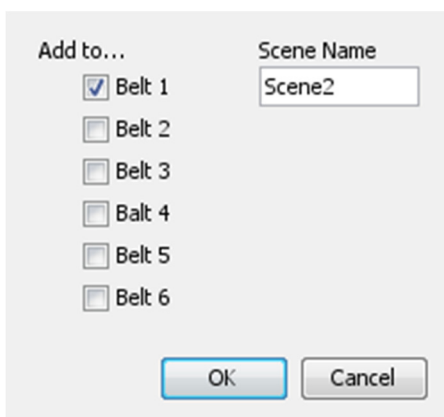 Add to...
Belt 1
Belt 2
Belt 3
Balt 4
Belt 5
Belt 6
Scene Name
Scene2
OK
Cancel